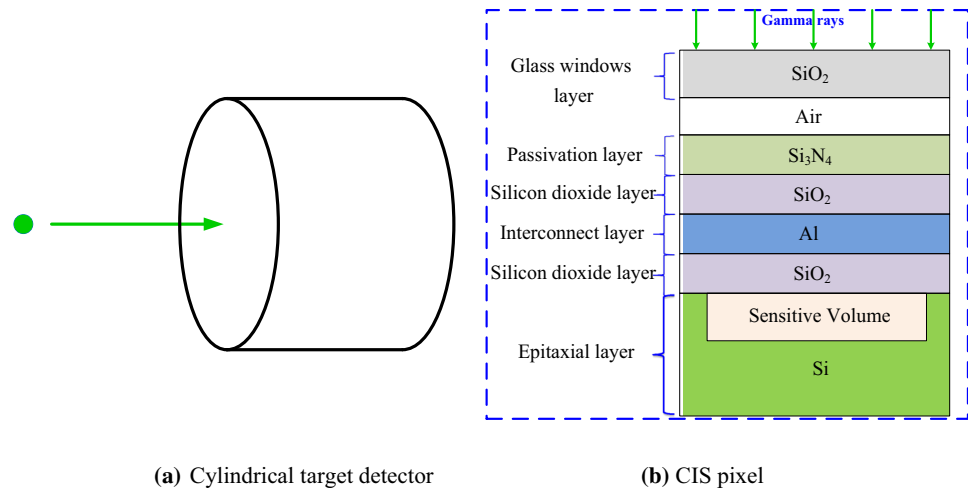 Gamma rays
Glass windows
layer
SiO2
Air
Passivation layer
Si3N4
Silicon dioxide layer
SiO2
Interconnect layer
Al
Silicon dioxide layer
SiO2
Sensitive Volume
Epitaxial layer
Si
(a) Cylindrical target detector
(b) CIS pixel